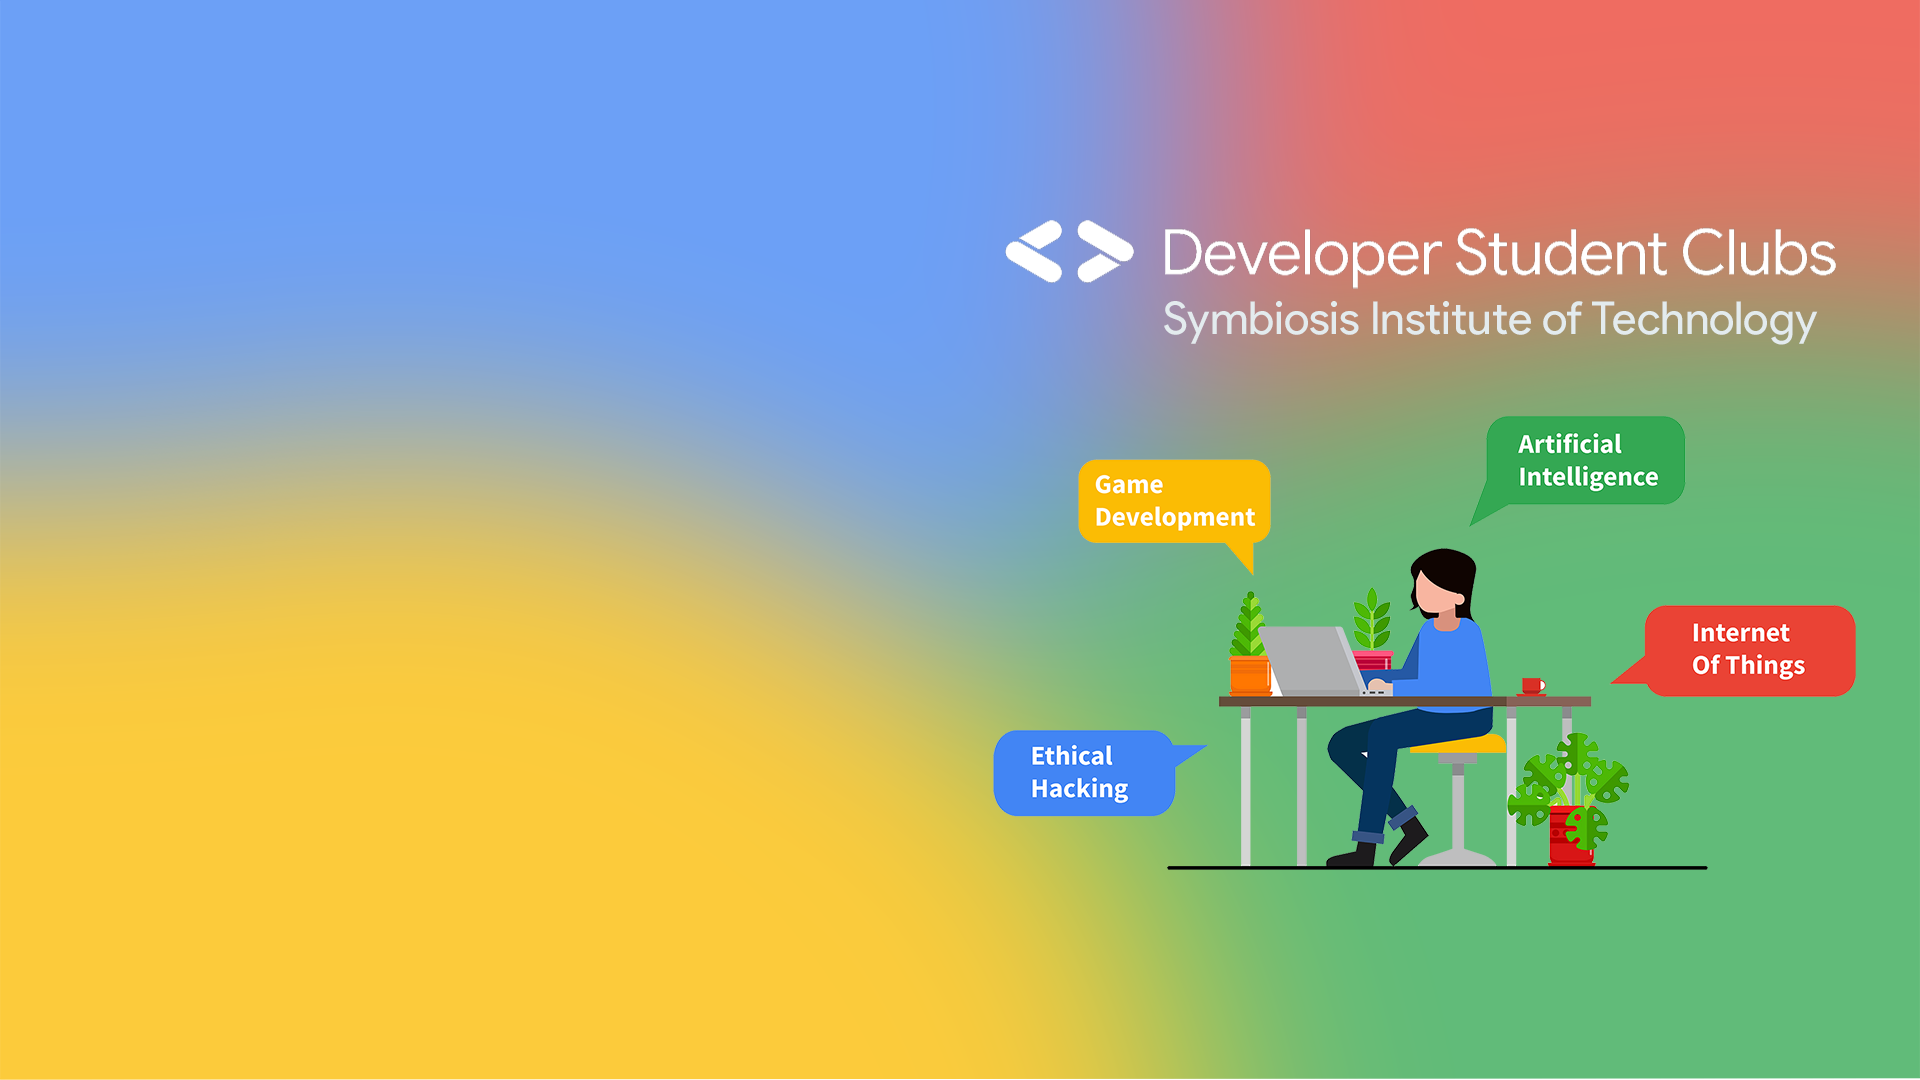 Developer Student Clubs
Symbiosis Institute of Technology
Artificial
Intelligence
Game
Development
Internet
Of Things
Ethical
Hacking